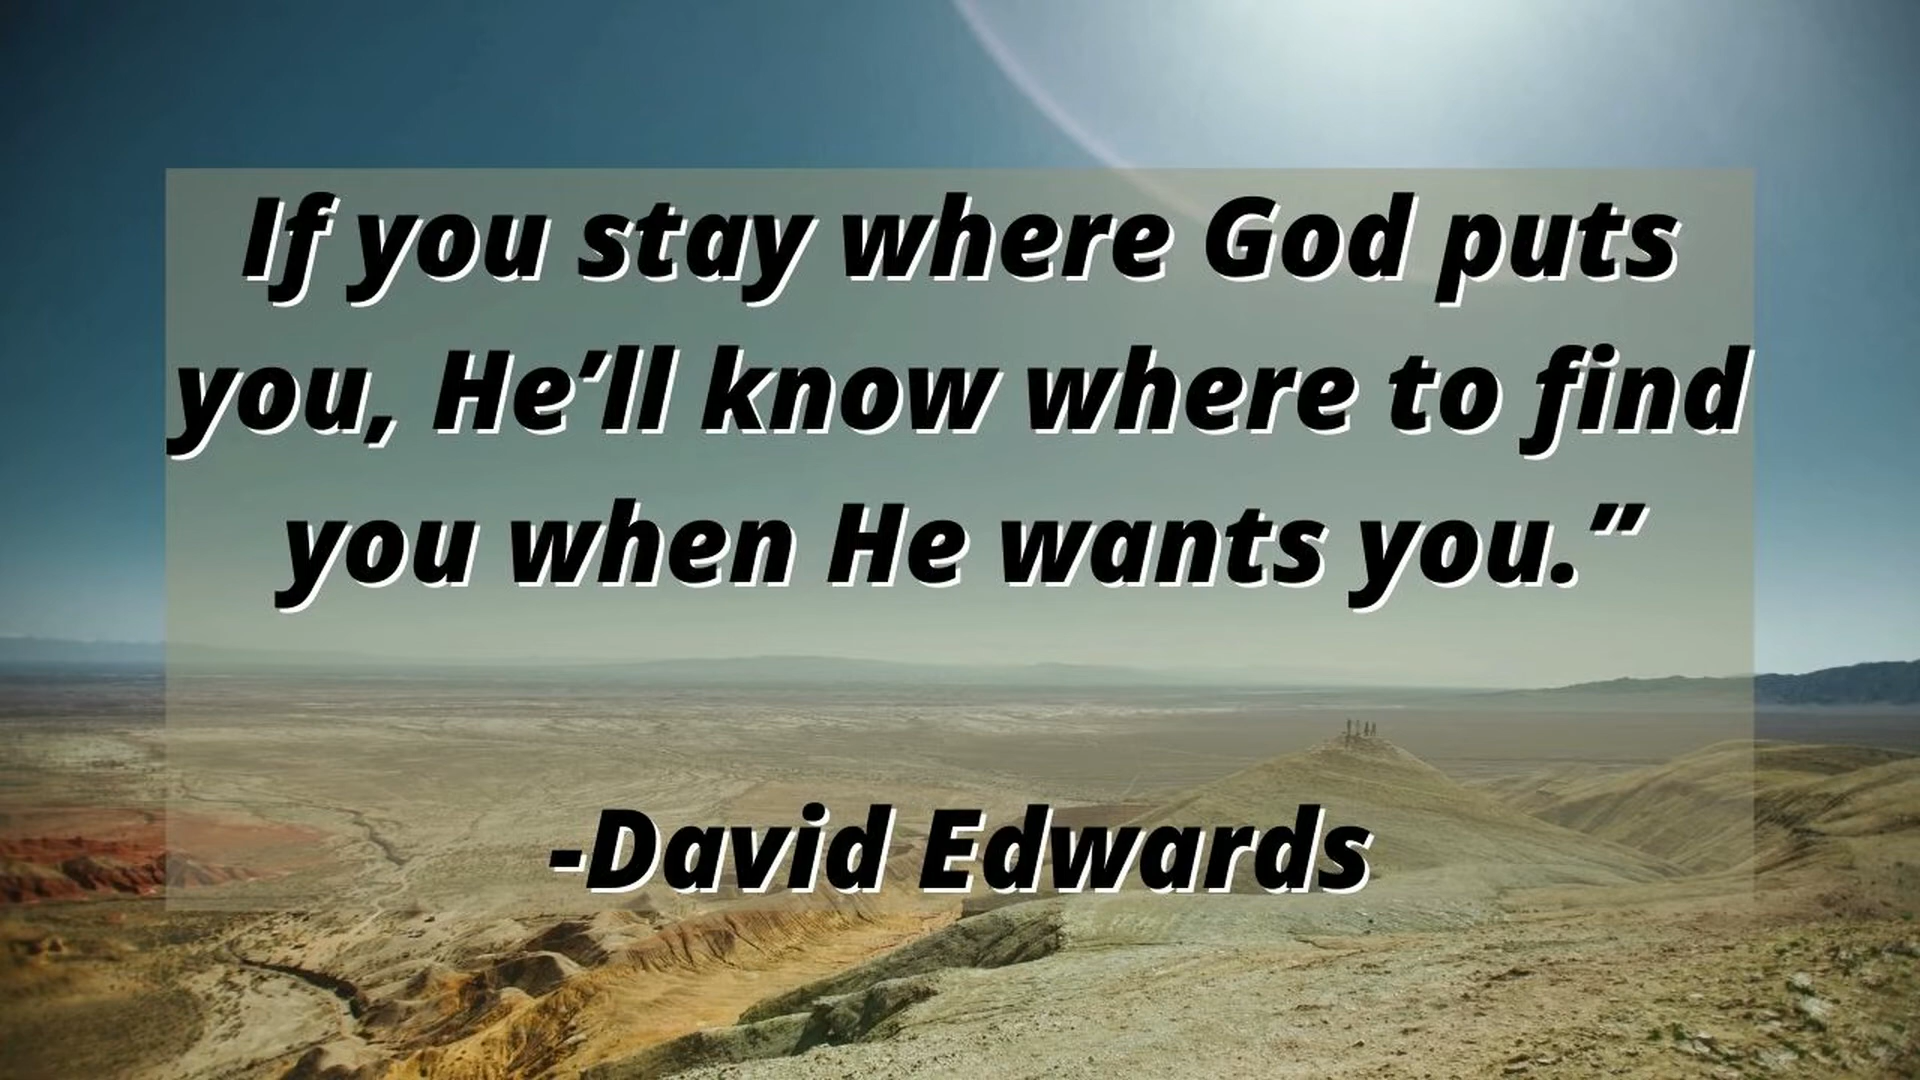 If you stay where God puts
you, He’ll know where to find
you when He wants you.”
-David Edwards